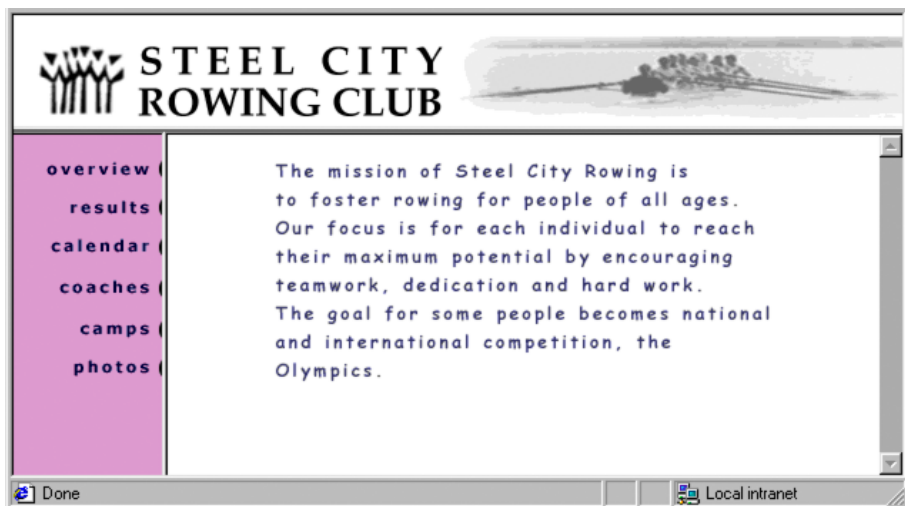 STEEL CITY
ROWING CLUB
overview
results
calendar
coaches
camps
photos
The mission of Steel City Rowing is
to foster rowing for people of all ages.
Our focus is for each individual to reach
their maximum potential by encouraging
teamwork, dedication and hard work.
The goal for some people becomes national
and international competition, the
Olympics.
Done
Local intranet